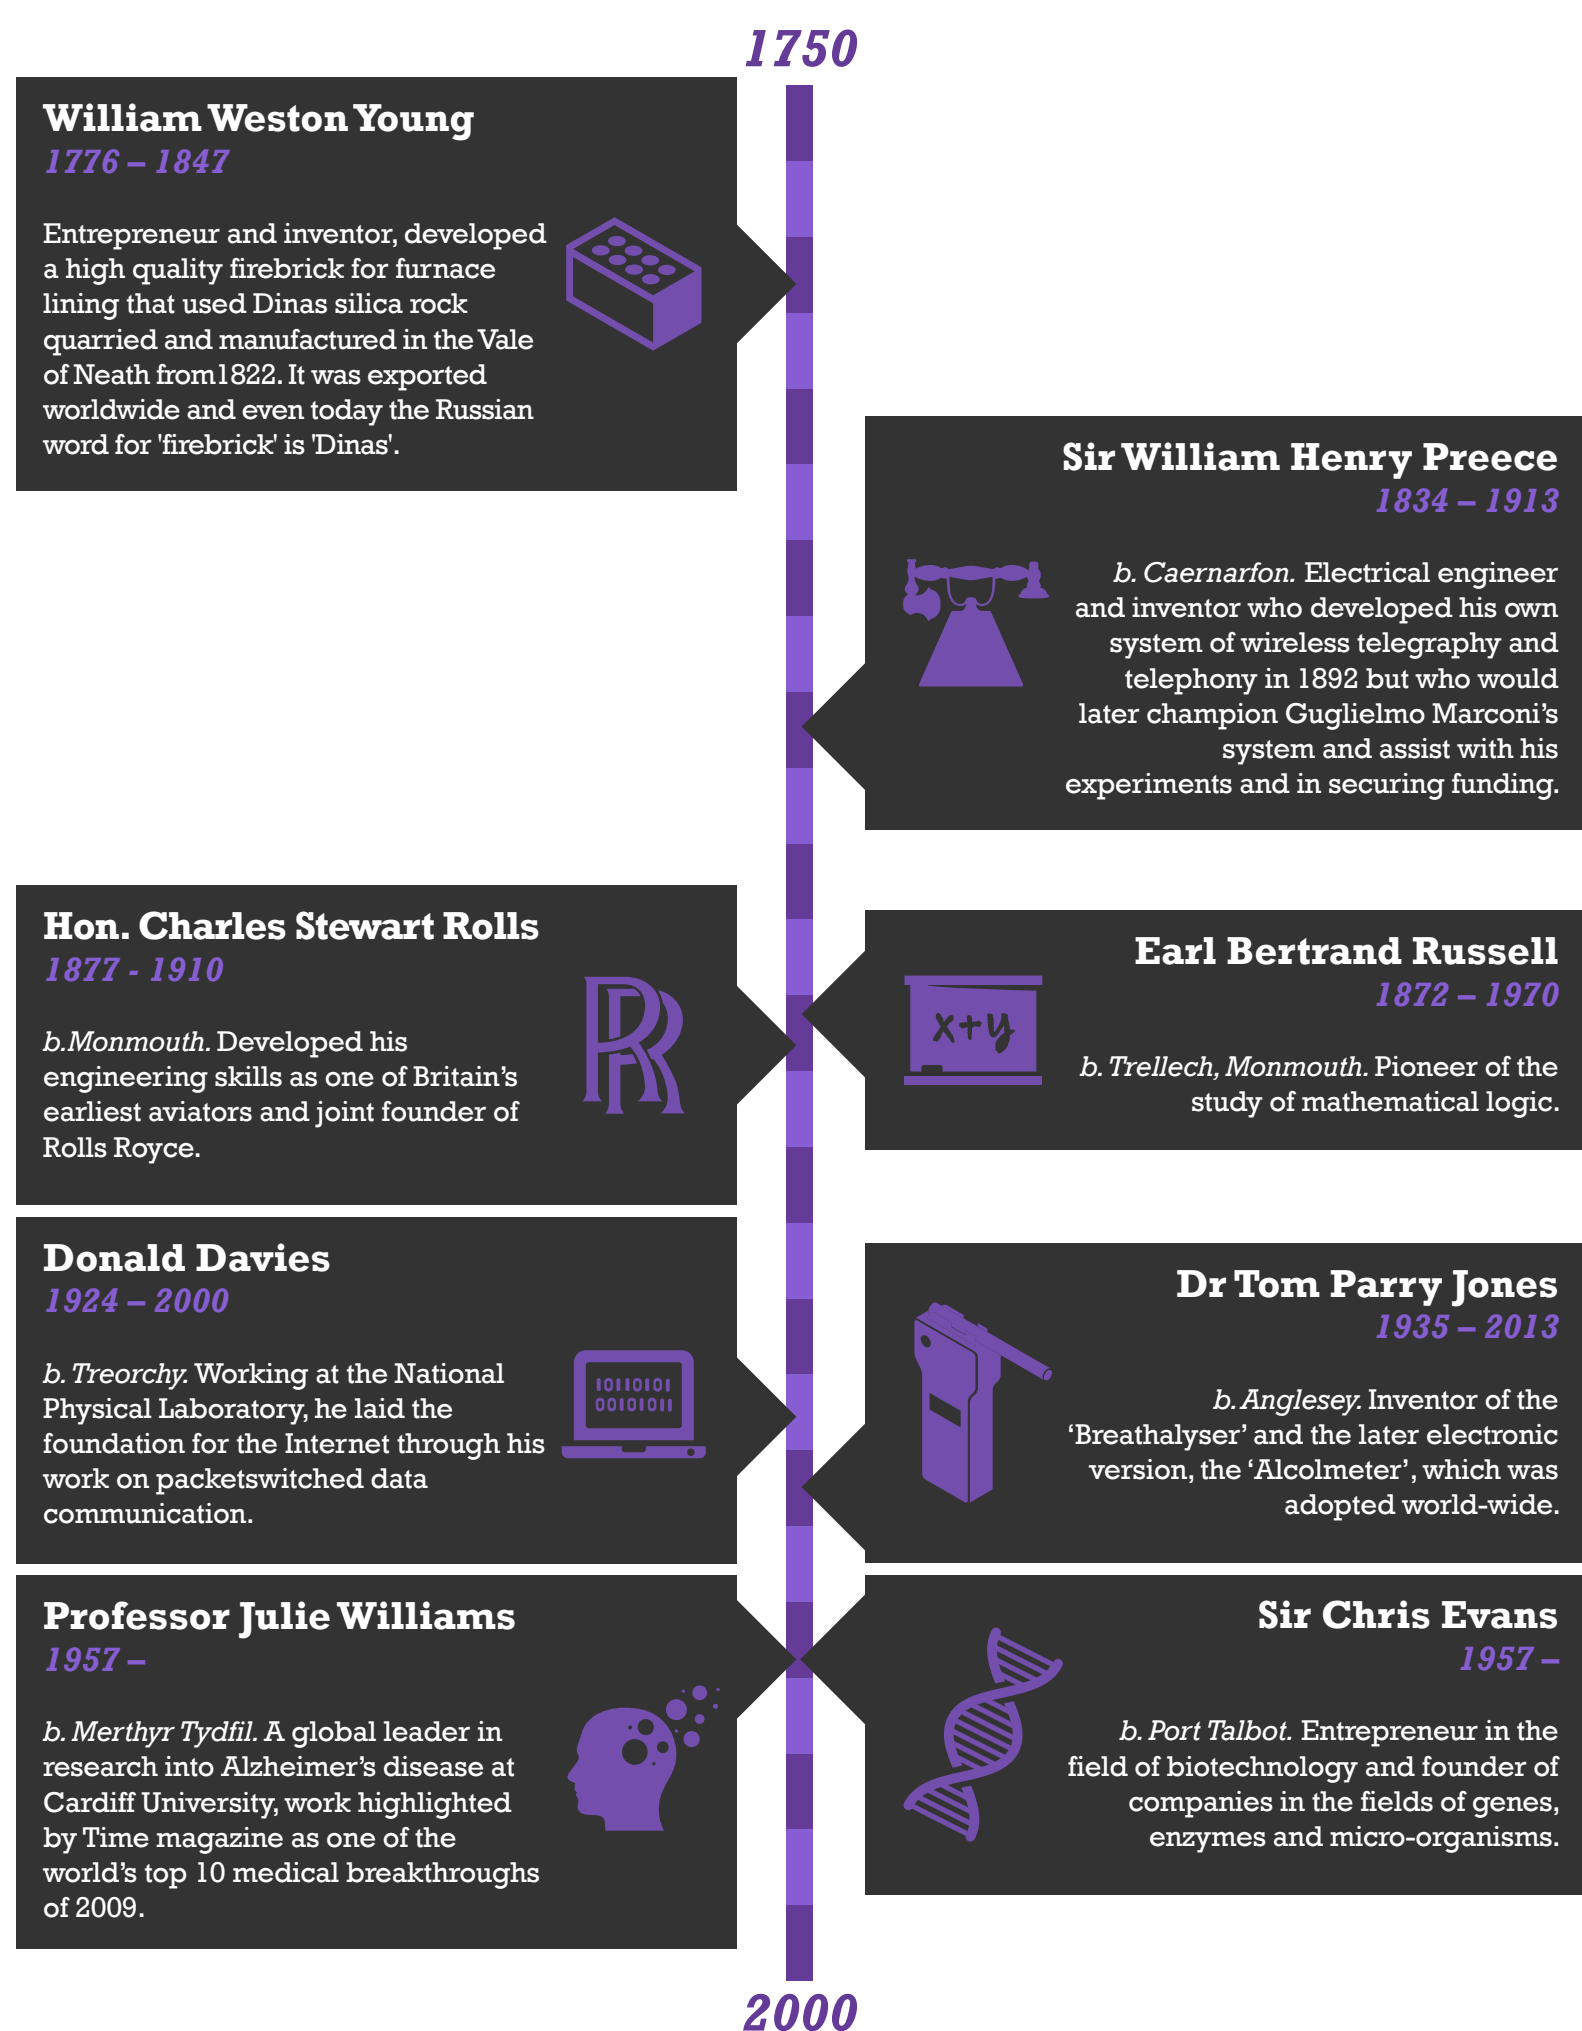 1750
William Weston Young
1776 – 1847
Entrepreneur and inventor, developed
a high quality firebrick for furnace
lining that used Dinas silica rock
quarried and manufactured in the Vale
of Neath from1822. It was exported
worldwide and even today the Russian
word for 'firebrick' is 'Dinas'.
Sir William Henry Preece
1834 – 1913
b. Caernarfon. Electrical engineer
and inventor who developed his own
system of wireless telegraphy and
telephony in 1892 but who would
later champion Guglielmo Marconi’s
system and assist with his
experiments and in securing funding.
Hon. Charles Stewart Rolls
1877 - 1910
b.Monmouth. Developed his
engineering skills as one of Britain’s
earliest aviators and joint founder of
Rolls Royce.
RR
Earl Bertrand Russell
1872 – 1970
b. Trellech, Monmouth. Pioneer of the
study of mathematical logic.
x+y
Donald Davies
1924 – 2000
b. Treorchy. Working at the National
Physical Laboratory, he laid the
foundation for the Internet through his
work on packetswitched data
communication.
10110101
00101011
Dr Tom Parry Jones
1935 – 2013
b. Anglesey. Inventor of the
‘Breathalyser’ and the later electronic
version, the ‘Alcolmeter’, which was
adopted world-wide.
Professor Julie Williams
1957 –
b. Merthyr Tydfil. A global leader in
research into Alzheimer’s disease at
Cardiff University, work highlighted
by Time magazine as one of the
world’s top 10 medical breakthroughs
of 2009.
Sir Chris Evans
1957 –
b. Port Talbot. Entrepreneur in the
field of biotechnology and founder of
companies in the fields of genes,
enzymes and micro-organisms.
2000